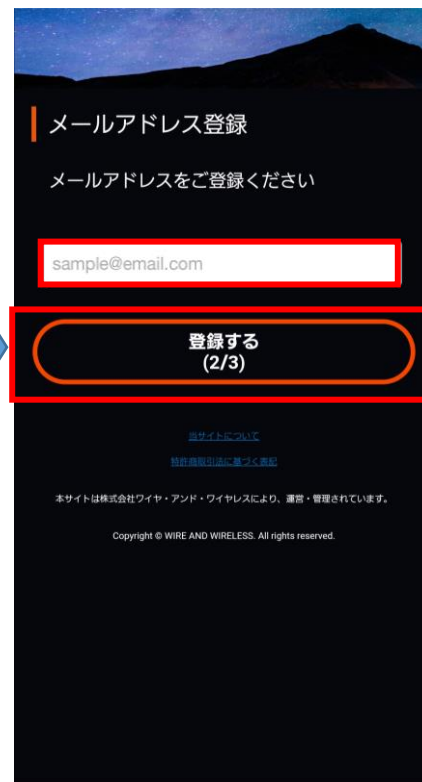 メールアドレス登録
メールアドレスをご登録ください
sample@email.com
登録する
(2/3)
当サイトについて
特定商取引法に基づく表記
本サイトは株式会社ワイヤ・アンド・ワイヤレスにより、運営・管理されています。
Copyright © WIRE AND WIRELESS. All rights reserved.